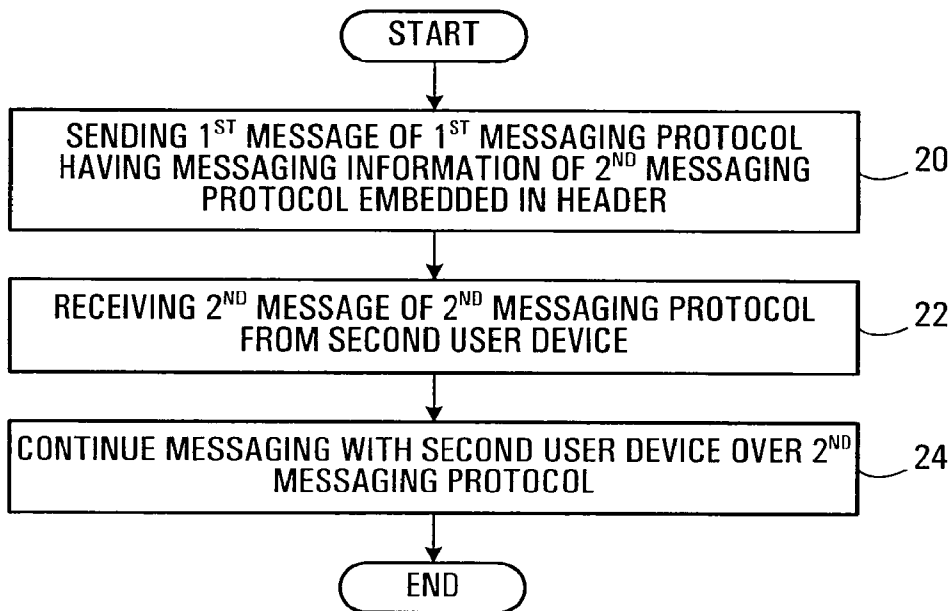 START
SENDING 1ST MESSAGE OF 1ST MESSAGING PROTOCOL
HAVING MESSAGING INFORMATION OF 2ND MESSAGING
PROTOCOL EMBEDDED IN HEADER
20
RECEIVING 2ND MESSAGE OF 2ND MESSAGING PROTOCOL
FROM SECOND USER DEVICE
22
CONTINUE MESSAGING WITH SECOND USER DEVICE OVER 2ND
MESSAGING PROTOCOL
24
END